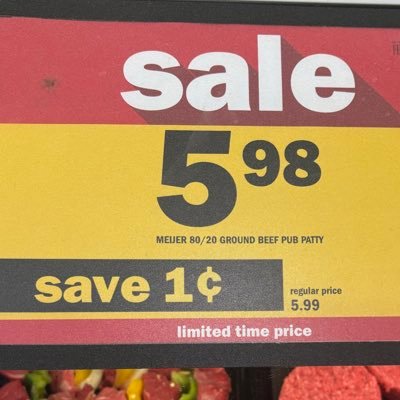 sale
5 98
MEIJER 80/20 GROUND BEEF PUB PATTY
save 1¢
regular price
5.99
limited time price